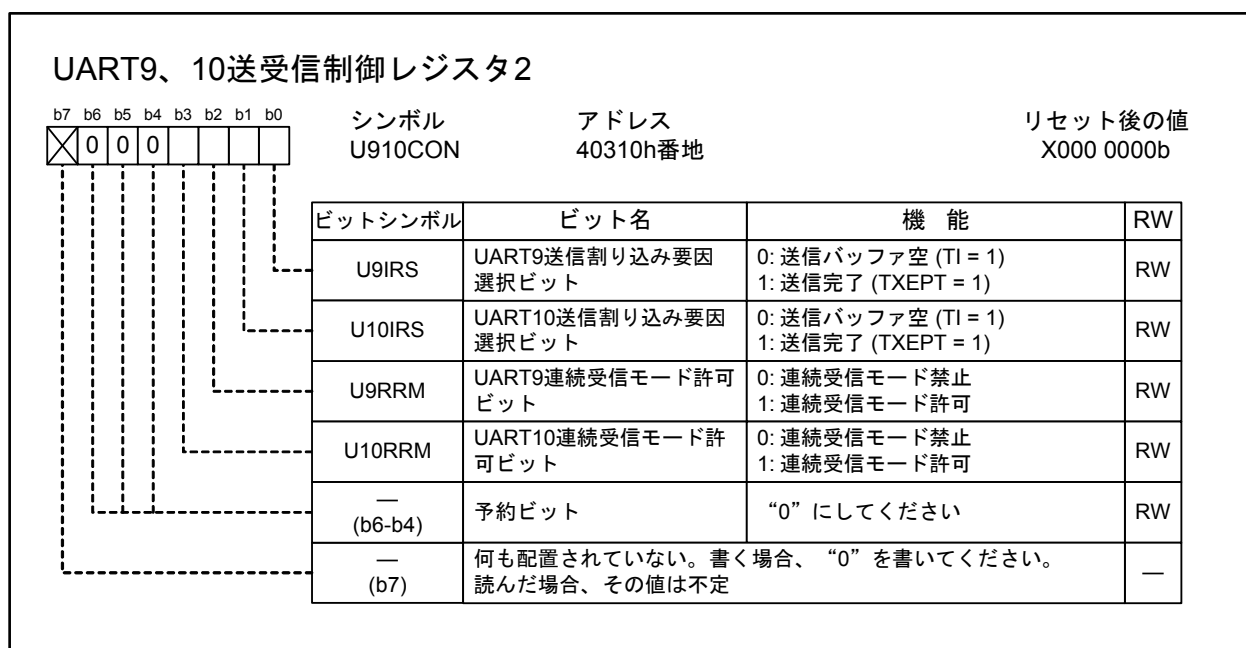 UART9、10送受信制御レジスタ2
b7 b6 b5 b4 b3 b2 b1 b0
0 0 0
シンボル アドレス リセット後の値
U910CON 40310h番地 X000 0000b
ビットシンボル ビット名 機 能 RW
U9IRS UART9送信割り込み要因 0: 送信バッファ空 (TI = 1) RW
選択ビット 1: 送信完了 (TXEPT = 1)
U10IRS UART10送信割り込み要因 0: 送信バッファ空 (TI = 1) RW
選択ビット 1: 送信完了 (TXEPT = 1)
U9RRM UART9連続受信モード許可 0: 連続受信モード禁止 RW
ビット 1: 連続受信モード許可
U10RRM UART10連続受信モード許 0: 連続受信モード禁止 RW
可ビット 1: 連続受信モード許可
— 予約ビット “0”にしてください RW
(b6-b4)
— 何も配置されていない。書く場合、“0”を書いてください。 —
(b7) 読んだ場合、その値は不定